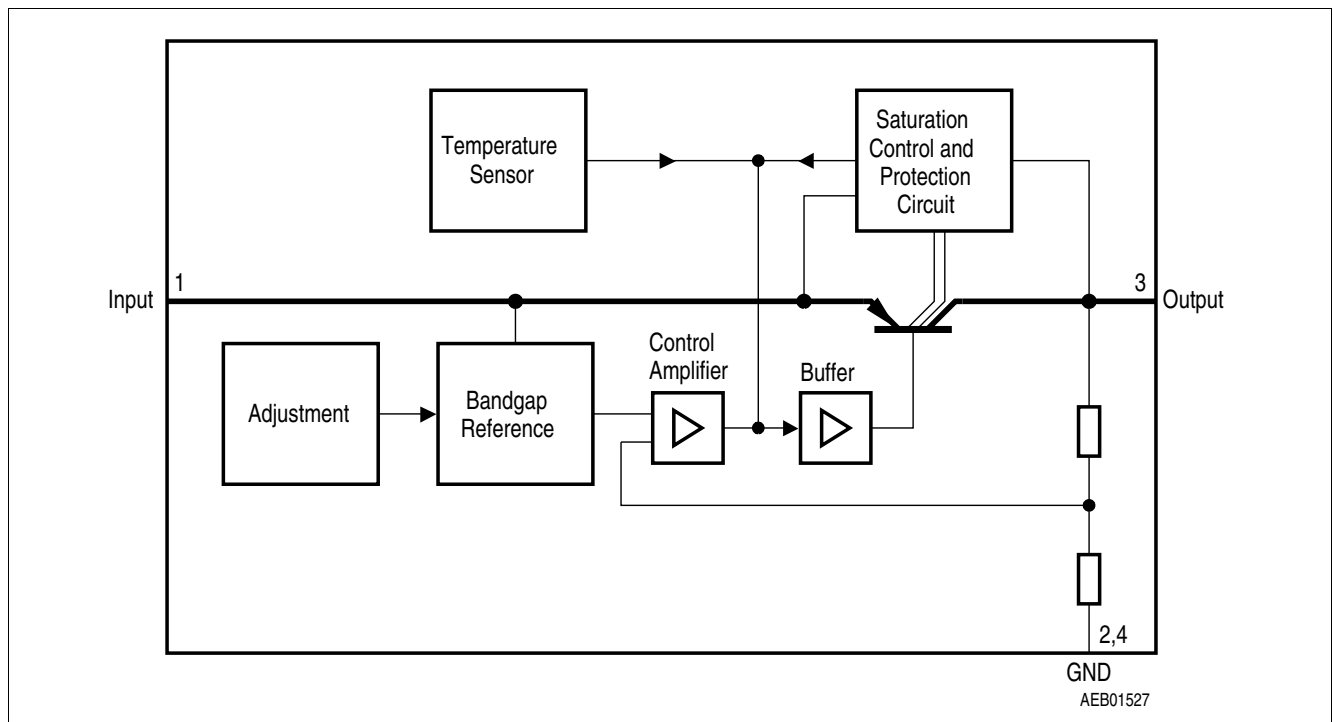 Temperature
Sensor
Saturation
Control and
Protection
Circuit
Input
1
3
Output
Adjustment
Bandgap
Reference
Control
Amplifier
Buffer
2,4
GND
AEB01527